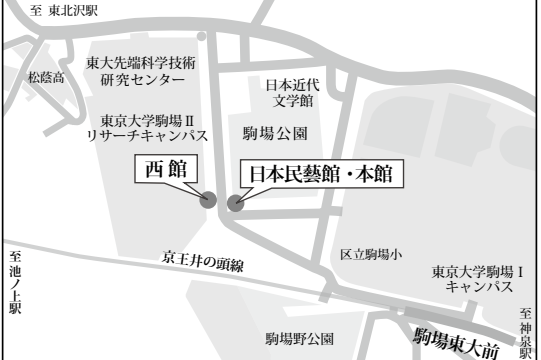 至 東北沢駅
松蔭高
東大先端科学技術
研究センター
日本近代
文学館
東京大学駒場Ⅱ
リサーチキャンパス
駒場公園
西館
日本民藝館・本館
京王井の頭線
区立駒場小
至池ノ上駅
東京大学駒場Ⅰ
キャンパス
駒場野公園
駒場東大前
至神泉駅